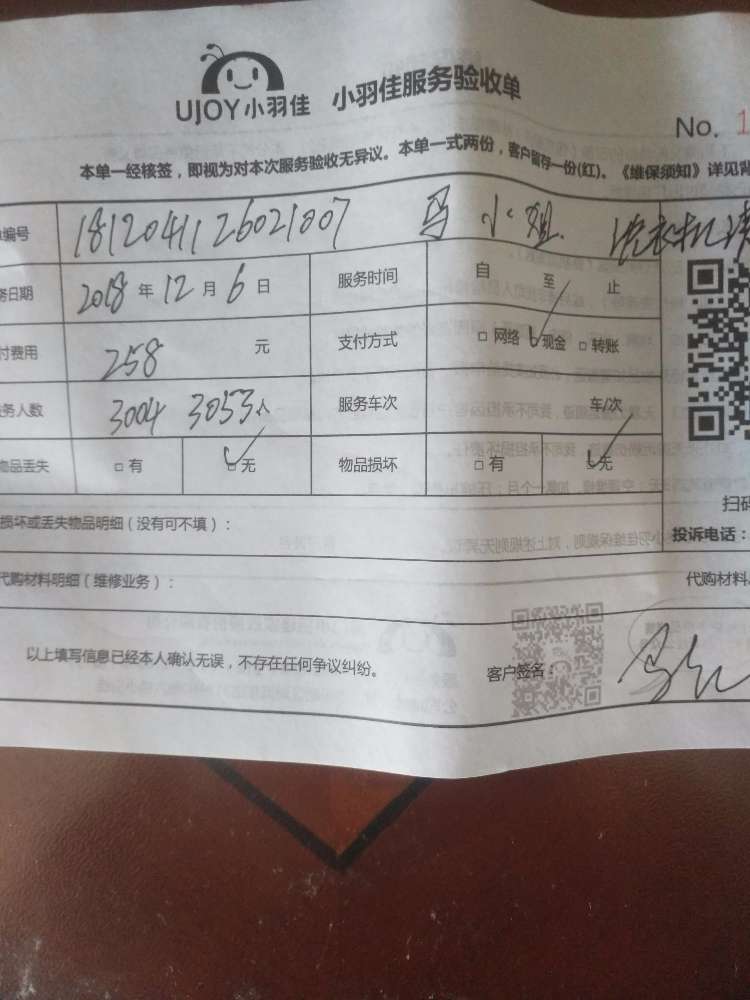 UJOY小羽佳 小羽佳服务验收单
No. 1
本单一经核签，即视为对本次服务验收无异议。本单一式两份，客户留存一份(红)。《维保须知》详见背
编号 1812041126021007 马小姐 洗衣机清
务日期 2018 年 12 月 6 日 服务时间 自 至 止
付费用 258 元 支付方式 □ 网络 ✓现金 □ 转账
务人数 3004 3053人 服务车次 车/次
物品丢失 □ 有 ✓无 物品损坏 □ 有 ✓无
扫码
损坏或丢失物品明细（没有可不填）： 投诉电话：
代购材料明细（维修业务）： 代购材料
以上填写信息已经本人确认无误，不存在任何争议纠纷。 客户签名：